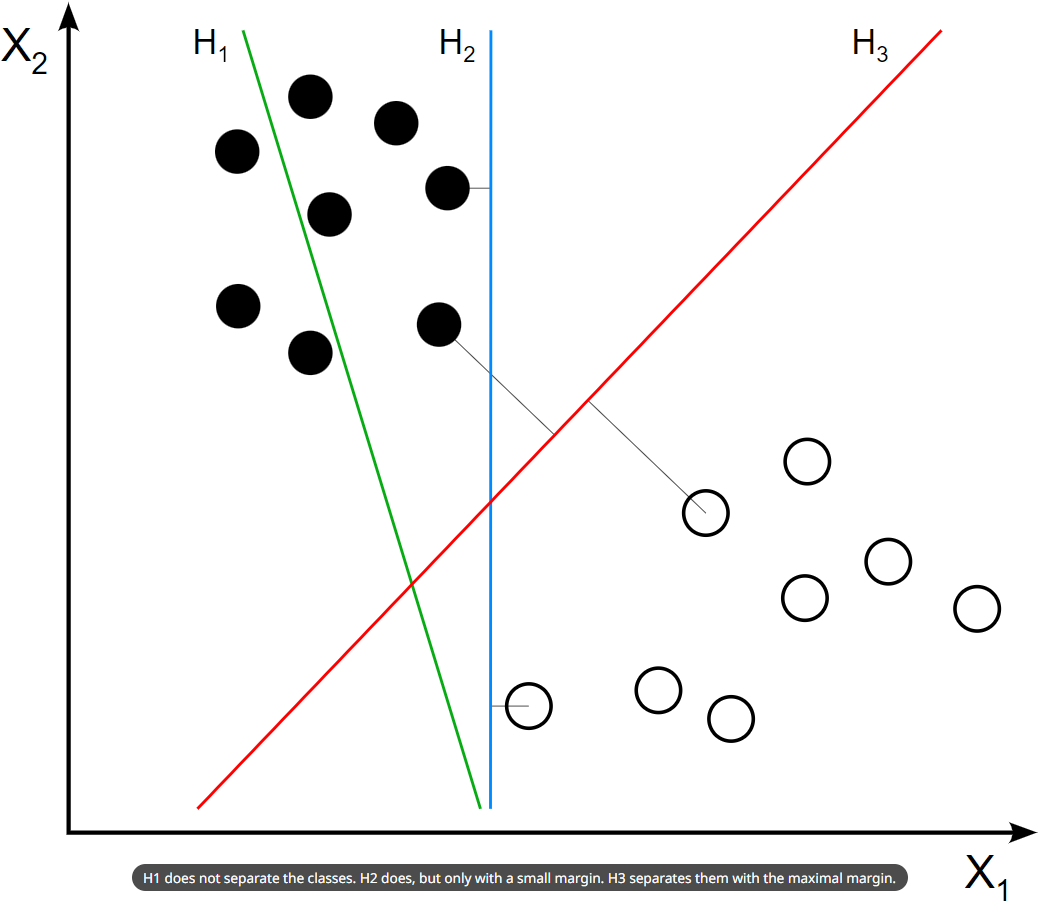 X2
H1
H2
H3
H1 does not separate the classes. H2 does, but only with a small margin. H3 separates them with the maximal margin.
X1